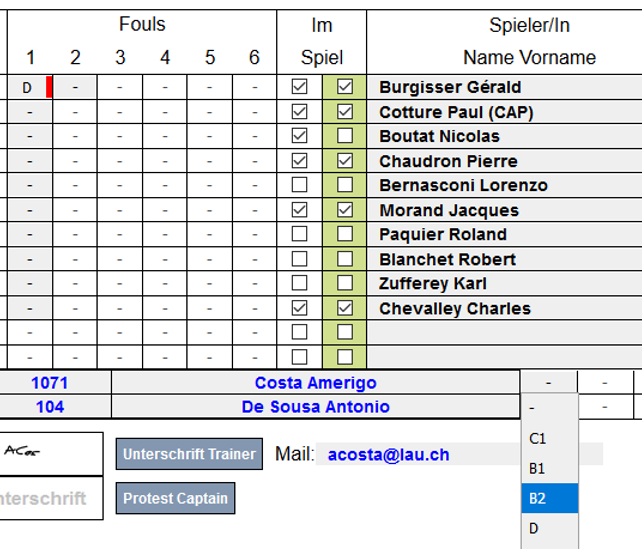 Fouls Im Spieler/In
1 2 3 4 5 6 Spiel Name Vorname
D - - - - - Burgisser Gérald
- - - - - - Cotture Paul (CAP)
- - - - - - Boutat Nicolas
- - - - - - Chaudron Pierre
- - - - - - Bernasconi Lorenzo
- - - - - - Morand Jacques
- - - - - - Paquier Roland
- - - - - - Blanchet Robert
- - - - - - Zufferey Karl
- - - - - - Chevalley Charles
- - - - - -
- - - - - -
1071 Costa Amerigo - -
104 De Sousa Antonio - -
Unterschrift Trainer Mail: acosta@lau.ch
nterschrift Protest Captain
C1
B1
B2
D